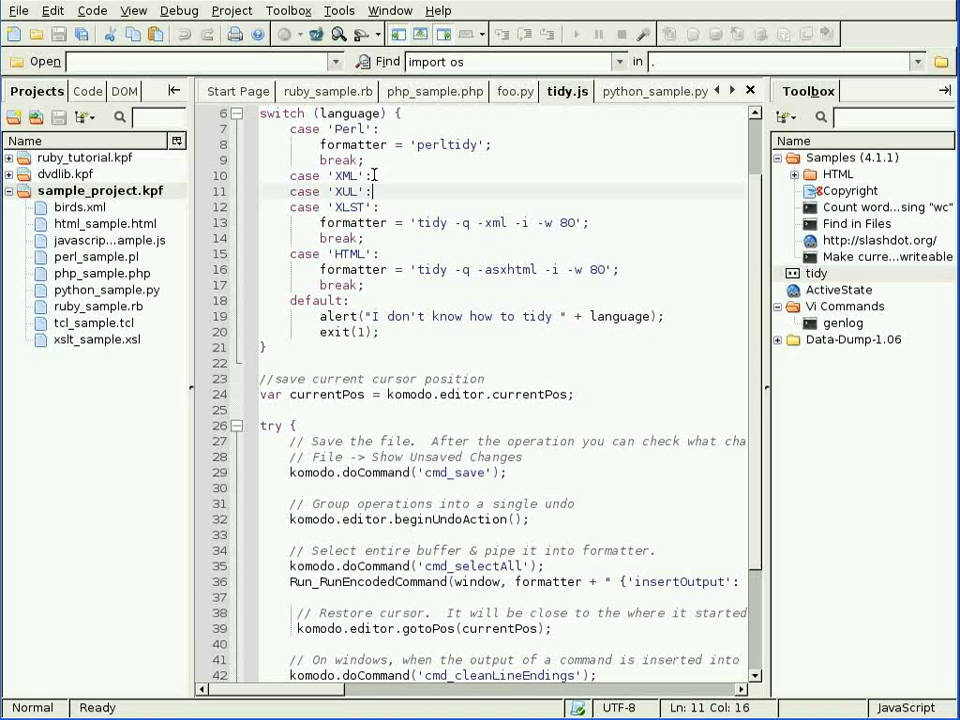 File Edit Code View Debug Project Toolbox Tools Window Help
Open Find import os in .
Projects Code DOM
Start Page ruby_sample.rb php_sample.php foo.py tidy.js python_sample.py
Toolbox
Name
ruby_tutorial.kpf
dvdlib.kpf
sample_project.kpf
birds.xml
html_sample.html
javascrip...ample.js
perl_sample.pl
php_sample.php
python_sample.py
ruby_sample.rb
tcl_sample.tcl
xslt_sample.xsl
6 switch (language) {
7 case 'Perl':
8 formatter = 'perltidy';
9 break;
10 case 'XML':
11 case 'XUL':
12 case 'XLST':
13 formatter = 'tidy -q -xml -i -w 80';
14 break;
15 case 'HTML':
16 formatter = 'tidy -q -asxhtml -i -w 80';
17 break;
18 default:
19 alert("I don't know how to tidy " + language);
20 exit(1);
21 }
22
23 //save current cursor position
24 var currentPos = komodo.editor.currentPos;
25
26 try {
27 // Save the file.  After the operation you can check what cha
28 // File -> Show Unsaved Changes
29 komodo.doCommand('cmd_save');
30
31 // Group operations into a single undo
32 komodo.editor.beginUndoAction();
33
34 // Select entire buffer & pipe it into formatter.
35 komodo.doCommand('cmd_selectAll');
36 Run_RunEncodedCommand(window, formatter + " {'insertOutput':
37
38 // Restore cursor.  It will be close to the where it started
39 komodo.editor.gotoPos(currentPos);
40
41 // On windows, when the output of a command is inserted into
42 komodo.doCommand('cmd_cleanLineEndings');
Name
Samples (4.1.1)
HTML
Copyright
Count word...sing "wc"
Find in Files
http://slashdot.org/
Make curre...writeable
tidy
ActiveState
Vi Commands
genlog
Data-Dump-1.06
Normal Ready UTF-8 Ln: 11 Col: 16 JavaScript